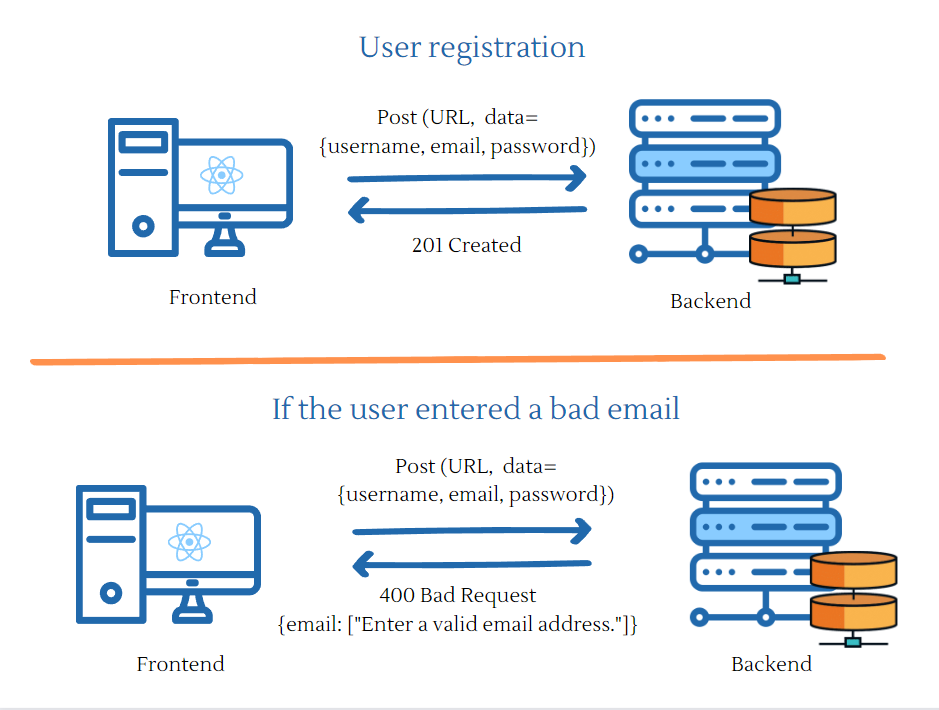 User registration
Post (URL,  data=
{username, email, password})
201 Created
Frontend
Backend
If the user entered a bad email
Post (URL,  data=
{username, email, password})
400 Bad Request
{email: ["Enter a valid email address."]}
Frontend
Backend